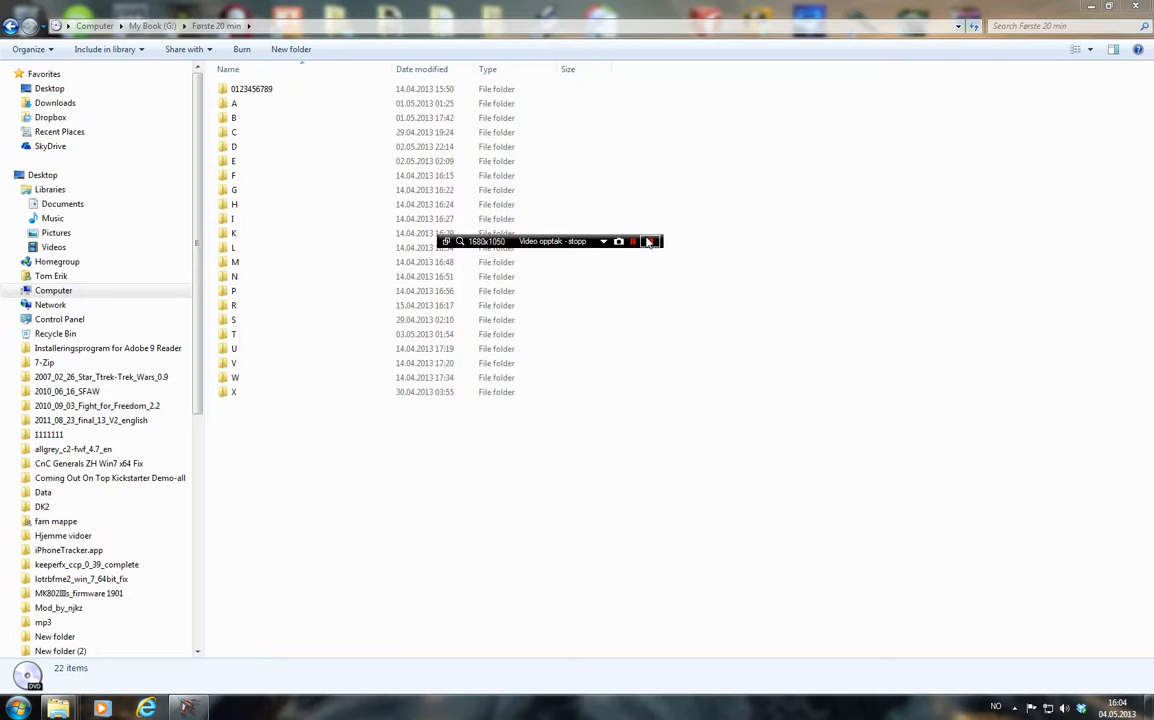 Computer ▸ My Book (G:) ▸ Første 20 min ▸
Search Første 20 min
Organize Include in library Share with Burn New folder
Name Date modified Type Size
Favorites
Desktop
Downloads
Dropbox
Recent Places
SkyDrive
Desktop
Libraries
Documents
Music
Pictures
Videos
Homegroup
Tom Erik
Computer
Network
Control Panel
Recycle Bin
Installeringsprogram for Adobe 9 Reader
7-Zip
2007_02_26_Star_Ttrek-Trek_Wars_0.9
2010_06_16_SFAW
2010_09_03_Fight_for_Freedom_2.2
2011_08_23_final_13_V2_english
1111111
allgrey_c2-fwf_4.7_en
CnC Generals ZH Win7 x64 Fix
Coming Out On Top Kickstarter Demo-all
Data
DK2
fam mappe
Hjemme vidoer
iPhoneTracker.app
keeperfx_ccp_0_39_complete
lotrbfme2_win_7_64bit_fix
MK802IIIs_firmware 1901
Mod_by_njkz
mp3
New folder
New folder (2)
0123456789 14.04.2013 15:50 File folder
A 01.05.2013 01:25 File folder
B 01.05.2013 17:42 File folder
C 29.04.2013 19:24 File folder
D 02.05.2013 22:14 File folder
E 02.05.2013 02:09 File folder
F 14.04.2013 16:15 File folder
G 14.04.2013 16:22 File folder
H 14.04.2013 16:24 File folder
I 14.04.2013 16:27 File folder
K 14.04.2013 File folder
1680x1050 Video opptak - stopp
L File folder
M 14.04.2013 16:48 File folder
N 14.04.2013 16:51 File folder
P 14.04.2013 16:56 File folder
R 15.04.2013 16:17 File folder
S 29.04.2013 02:10 File folder
T 03.05.2013 01:54 File folder
U 14.04.2013 17:19 File folder
V 14.04.2013 17:20 File folder
W 14.04.2013 17:34 File folder
X 30.04.2013 03:55 File folder
22 items
DVD
NO
16:04
04.05.2013